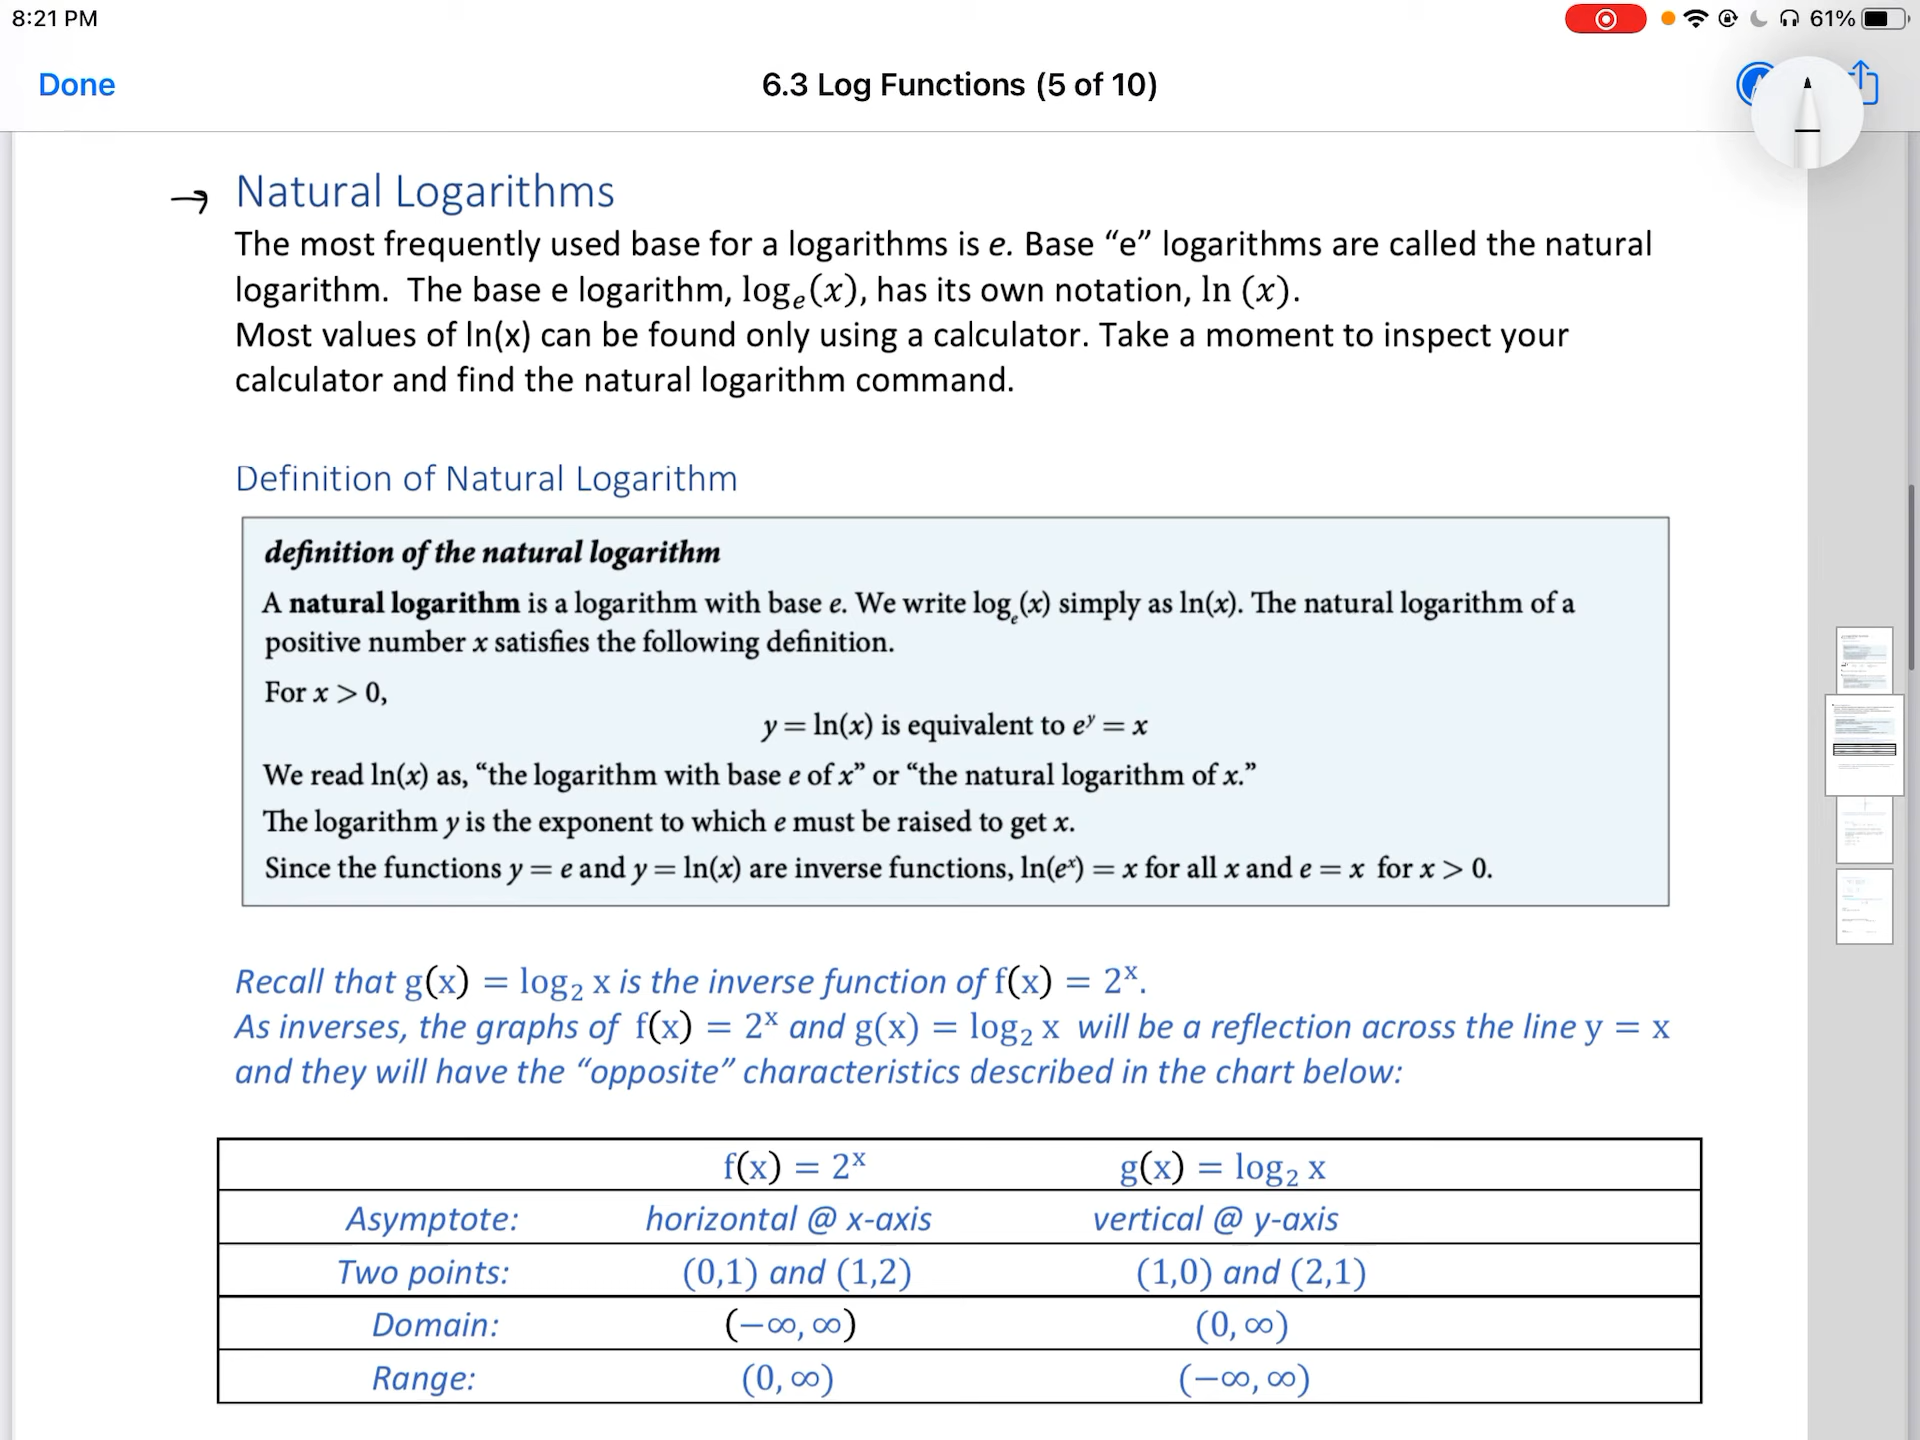 8:21 PM
61%
Done
6.3 Log Functions (5 of 10)
→ Natural Logarithms
The most frequently used base for a logarithms is e. Base “e” logarithms are called the natural
logarithm.  The base e logarithm, logₑ(x), has its own notation, ln (x).
Most values of ln(x) can be found only using a calculator. Take a moment to inspect your
calculator and find the natural logarithm command.
Definition of Natural Logarithm
definition of the natural logarithm
A natural logarithm is a logarithm with base e. We write logₑ(x) simply as ln(x). The natural logarithm of a
positive number x satisfies the following definition.
For x > 0,
y = ln(x) is equivalent to eʸ = x
We read ln(x) as, “the logarithm with base e of x” or “the natural logarithm of x.”
The logarithm y is the exponent to which e must be raised to get x.
Since the functions y = e and y = ln(x) are inverse functions, ln(eˣ) = x for all x and e = x for x > 0.
Recall that g(x) = log₂ x is the inverse function of f(x) = 2ˣ.
As inverses, the graphs of f(x) = 2ˣ and g(x) = log₂ x will be a reflection across the line y = x
and they will have the “opposite” characteristics described in the chart below:
f(x) = 2ˣ g(x) = log₂ x
Asymptote: horizontal @ x-axis vertical @ y-axis
Two points: (0,1) and (1,2) (1,0) and (2,1)
Domain: (−∞, ∞) (0, ∞)
Range: (0, ∞) (−∞, ∞)